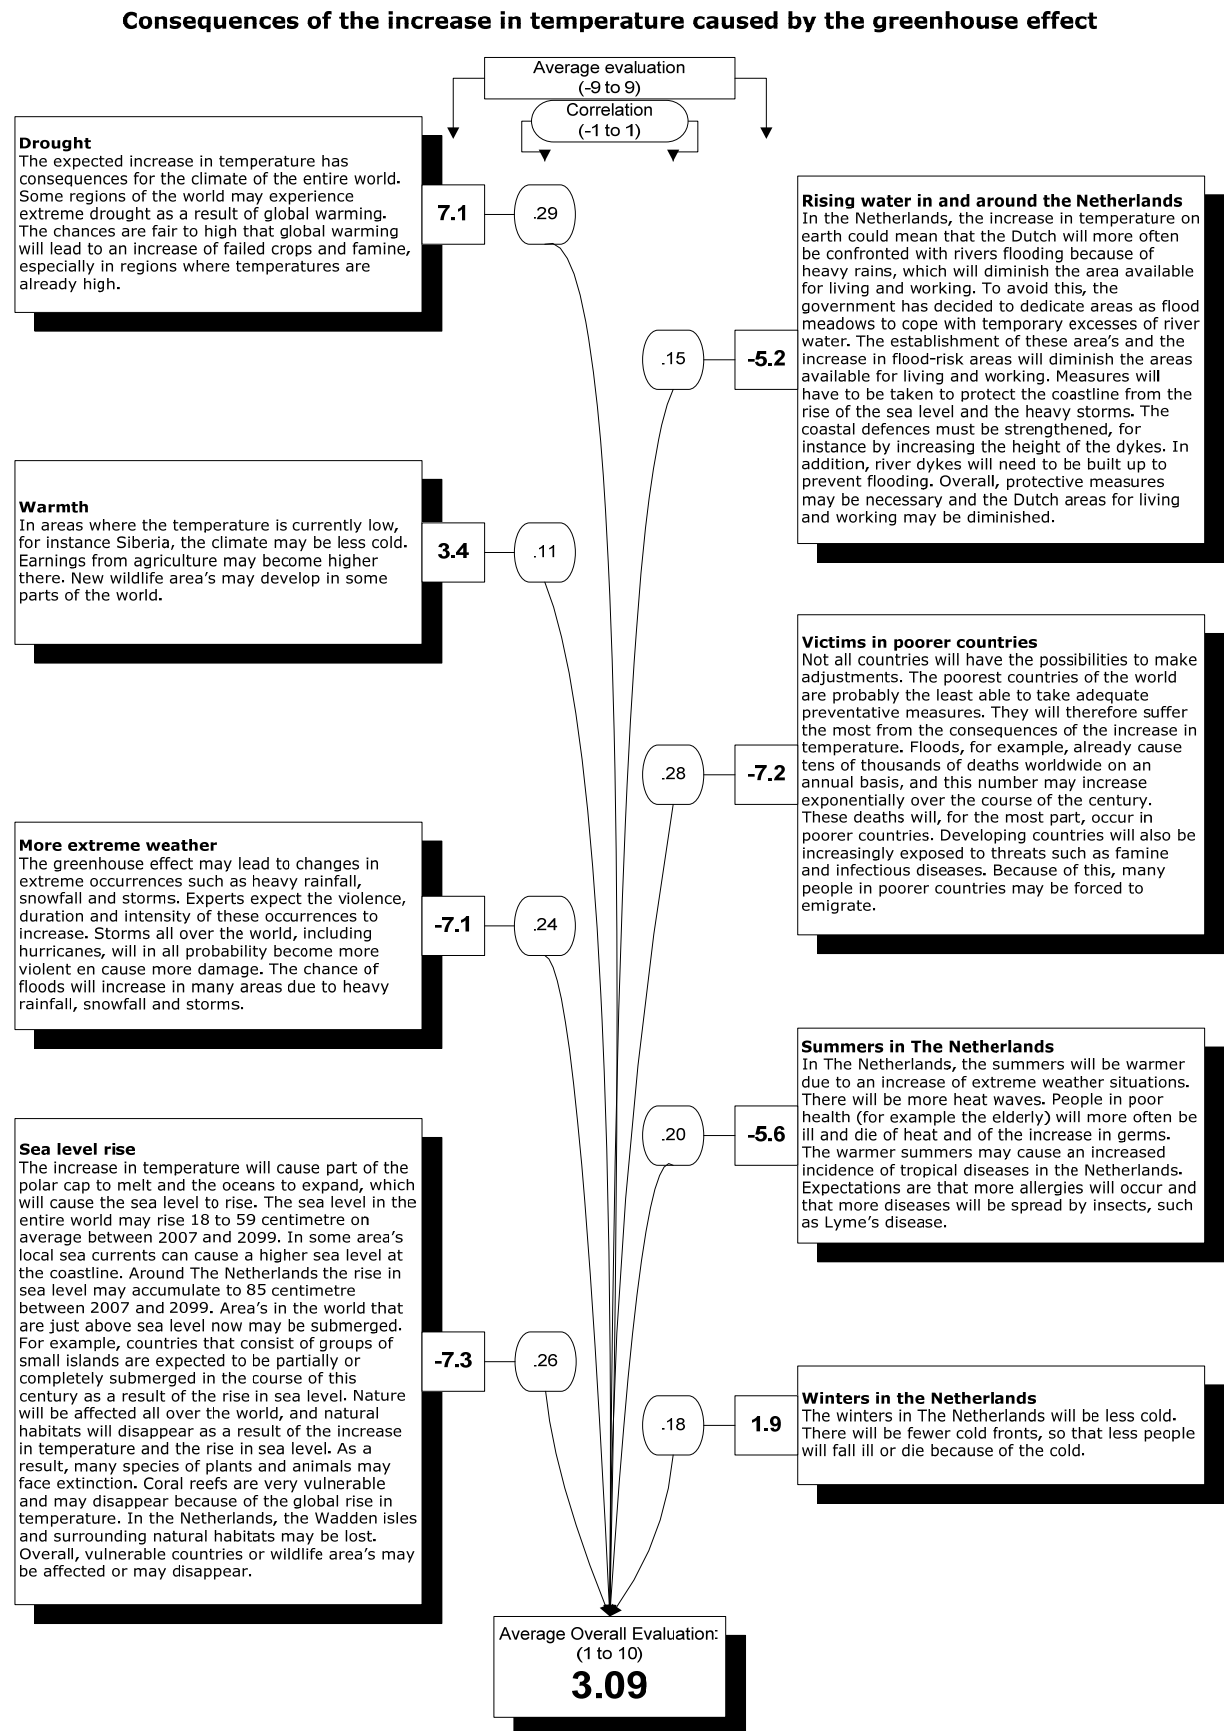 Consequences of the increase in temperature caused by the greenhouse effect
Average evaluation
(-9 to 9)
Correlation
(-1 to 1)
Drought
The expected increase in temperature has
consequences for the climate of the entire world.
Some regions of the world may experience
extreme drought as a result of global warming.
The chances are fair to high that global warming
will lead to an increase of failed crops and famine,
especially in regions where temperatures are
already high.
7.1
.29
Warmth
In areas where the temperature is currently low,
for instance Siberia, the climate may be less cold.
Earnings from agriculture may become higher
there. New wildlife area's may develop in some
parts of the world.
3.4
.11
More extreme weather
The greenhouse effect may lead to changes in
extreme occurrences such as heavy rainfall,
snowfall and storms. Experts expect the violence,
duration and intensity of these occurrences to
increase. Storms all over the world, including
hurricanes, will in all probability become more
violent en cause more damage. The chance of
floods will increase in many areas due to heavy
rainfall, snowfall and storms.
-7.1
.24
Sea level rise
The increase in temperature will cause part of the
polar cap to melt and the oceans to expand, which
will cause the sea level to rise. The sea level in the
entire world may rise 18 to 59 centimetre on
average between 2007 and 2099. In some area's
local sea currents can cause a higher sea level at
the coastline. Around The Netherlands the rise in
sea level may accumulate to 85 centimetre
between 2007 and 2099. Area's in the world that
are just above sea level now may be submerged.
For example, countries that consist of groups of
small islands are expected to be partially or
completely submerged in the course of this
century as a result of the rise in sea level. Nature
will be affected all over the world, and natural
habitats will disappear as a result of the increase
in temperature and the rise in sea level. As a
result, many species of plants and animals may
face extinction. Coral reefs are very vulnerable
and may disappear because of the global rise in
temperature. In the Netherlands, the Wadden isles
and surrounding natural habitats may be lost.
Overall, vulnerable countries or wildlife area's may
be affected or may disappear.
-7.3
.26
Rising water in and around the Netherlands
In the Netherlands, the increase in temperature on
earth could mean that the Dutch will more often
be confronted with rivers flooding because of
heavy rains, which will diminish the area available
for living and working. To avoid this, the
government has decided to dedicate areas as flood
meadows to cope with temporary excesses of river
water. The establishment of these area's and the
increase in flood-risk areas will diminish the areas
available for living and working. Measures will
have to be taken to protect the coastline from the
rise of the sea level and the heavy storms. The
coastal defences must be strengthened, for
instance by increasing the height of the dykes. In
addition, river dykes will need to be built up to
prevent flooding. Overall, protective measures
may be necessary and the Dutch areas for living
and working may be diminished.
.15
-5.2
Victims in poorer countries
Not all countries will have the possibilities to make
adjustments. The poorest countries of the world
are probably the least able to take adequate
preventative measures. They will therefore suffer
the most from the consequences of the increase in
temperature. Floods, for example, already cause
tens of thousands of deaths worldwide on an
annual basis, and this number may increase
exponentially over the course of the century.
These deaths will, for the most part, occur in
poorer countries. Developing countries will also be
increasingly exposed to threats such as famine
and infectious diseases. Because of this, many
people in poorer countries may be forced to
emigrate.
.28
-7.2
Summers in The Netherlands
In The Netherlands, the summers will be warmer
due to an increase of extreme weather situations.
There will be more heat waves. People in poor
health (for example the elderly) will more often be
ill and die of heat and of the increase in germs.
The warmer summers may cause an increased
incidence of tropical diseases in the Netherlands.
Expectations are that more allergies will occur and
that more diseases will be spread by insects, such
as Lyme's disease.
.20
-5.6
Winters in the Netherlands
The winters in The Netherlands will be less cold.
There will be fewer cold fronts, so that less people
will fall ill or die because of the cold.
.18
1.9
Average Overall Evaluation:
(1 to 10)
3.09